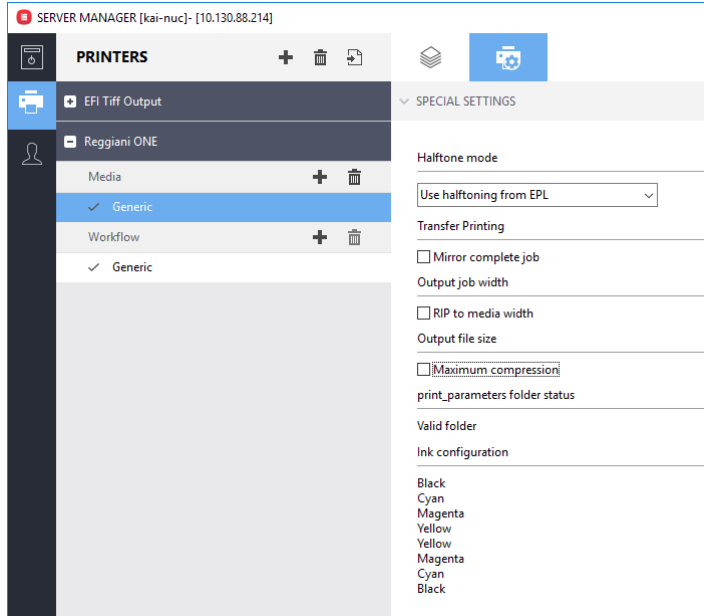 SERVER MANAGER [kai-nuc]- [10.130.88.214]
PRINTERS
EFI Tiff Output
Reggiani ONE
Media
Generic
Workflow
Generic
SPECIAL SETTINGS
Halftone mode
Use halftoning from EPL
Transfer Printing
Mirror complete job
Output job width
RIP to media width
Output file size
Maximum compression
print_parameters folder status
Valid folder
Ink configuration
Black
Cyan
Magenta
Yellow
Yellow
Magenta
Cyan
Black